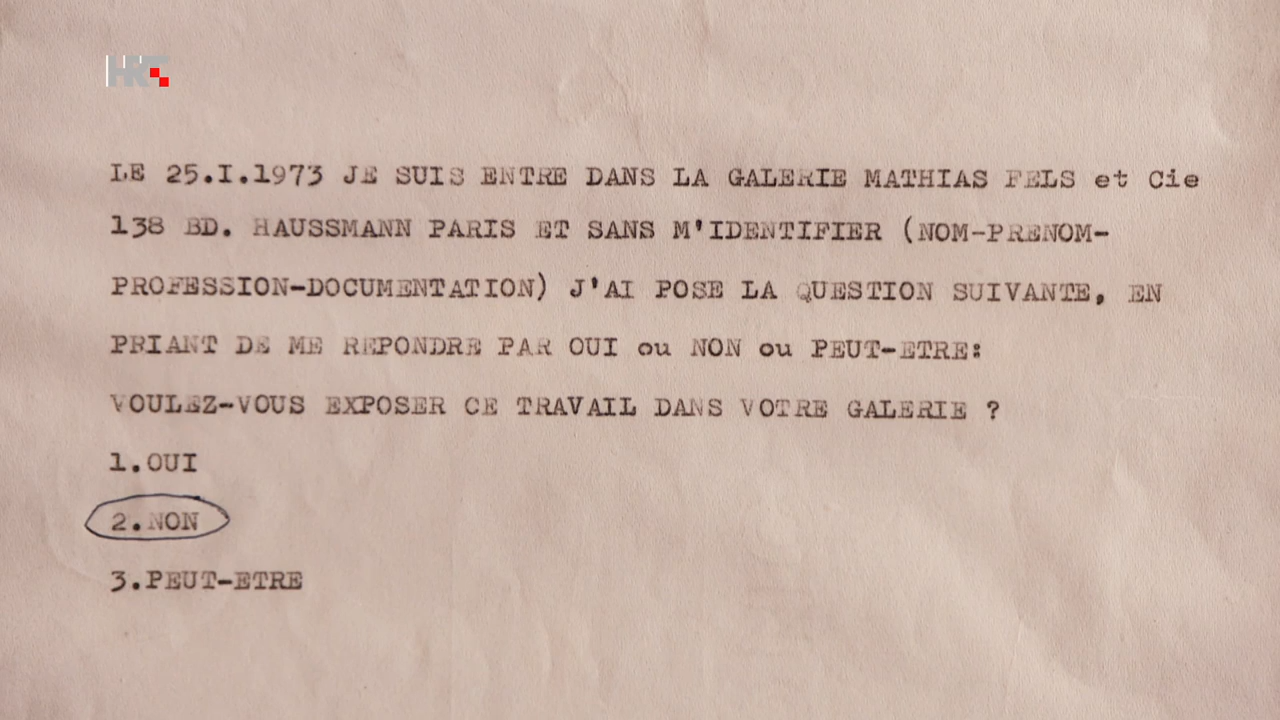 HRT
LE 25.I.1973 JE SUIS ENTRE DANS LA GALERIE MATHIAS FELS et Cie
138 BD. HAUSSMANN PARIS ET SANS M'IDENTIFIER (NOM-PRENOM-
PROFESSION-DOCUMENTATION) J'AI POSE LA QUESTION SUIVANTE, EN
PRIANT DE ME REPONDRE PAR OUI ou NON ou PEUT-ETRE:
VOULEZ-VOUS EXPOSER CE TRAVAIL DANS VOTRE GALERIE ?
1.OUI
2.NON
3.PEUT-ETRE